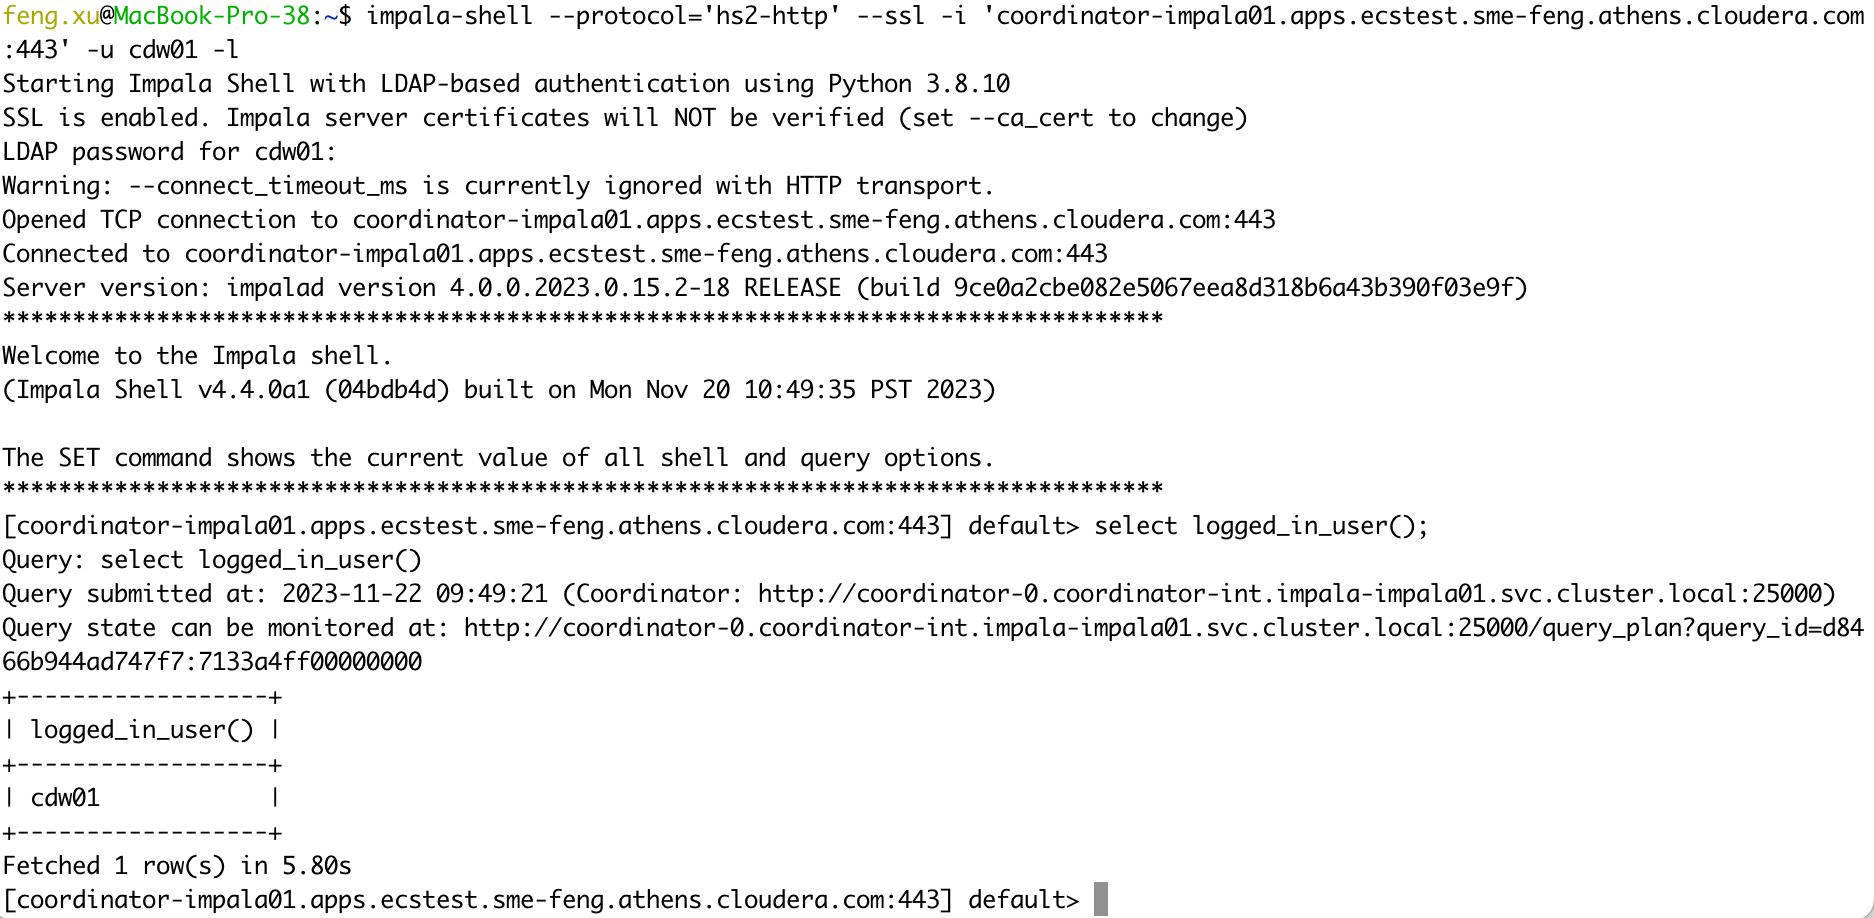 feng.xu@MacBook-Pro-38:~$ impala-shell --protocol='hs2-http' --ssl -i 'coordinator-impala01.apps.ecstest.sme-feng.athens.cloudera.com
:443' -u cdw01 -l
Starting Impala Shell with LDAP-based authentication using Python 3.8.10
SSL is enabled. Impala server certificates will NOT be verified (set --ca_cert to change)
LDAP password for cdw01:
Warning: --connect_timeout_ms is currently ignored with HTTP transport.
Opened TCP connection to coordinator-impala01.apps.ecstest.sme-feng.athens.cloudera.com:443
Connected to coordinator-impala01.apps.ecstest.sme-feng.athens.cloudera.com:443
Server version: impalad version 4.0.0.2023.0.15.2-18 RELEASE (build 9ce0a2cbe082e5067eea8d318b6a43b390f03e9f)
***********************************************************************************
Welcome to the Impala shell.
(Impala Shell v4.4.0a1 (04bdb4d) built on Mon Nov 20 10:49:35 PST 2023)

The SET command shows the current value of all shell and query options.
***********************************************************************************
[coordinator-impala01.apps.ecstest.sme-feng.athens.cloudera.com:443] default> select logged_in_user();
Query: select logged_in_user()
Query submitted at: 2023-11-22 09:49:21 (Coordinator: http://coordinator-0.coordinator-int.impala-impala01.svc.cluster.local:25000)
Query state can be monitored at: http://coordinator-0.coordinator-int.impala-impala01.svc.cluster.local:25000/query_plan?query_id=d84
66b944ad747f7:7133a4ff00000000
+------------------+
| logged_in_user() |
+------------------+
| cdw01            |
+------------------+
Fetched 1 row(s) in 5.80s
[coordinator-impala01.apps.ecstest.sme-feng.athens.cloudera.com:443] default>